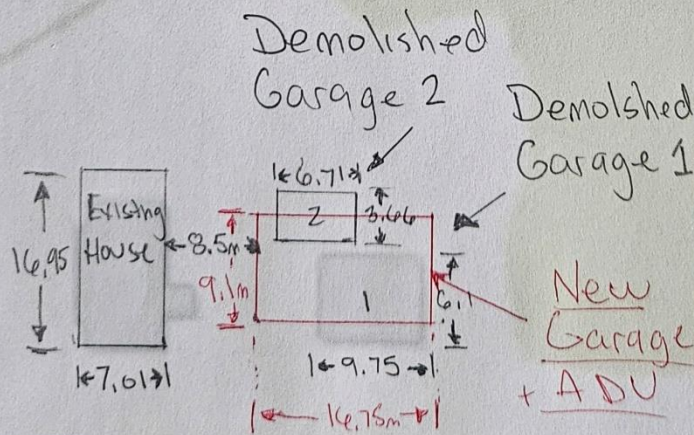 Demolished
Garage 2
Demolshed
Garage 1
|←6.71→|
Existing
House
16.95
←8.5m→
2
3.66
9.1m
1
6.1
|←7.01→|
|←9.75→|
|←16.75m→|
New
Garage
+ ADU